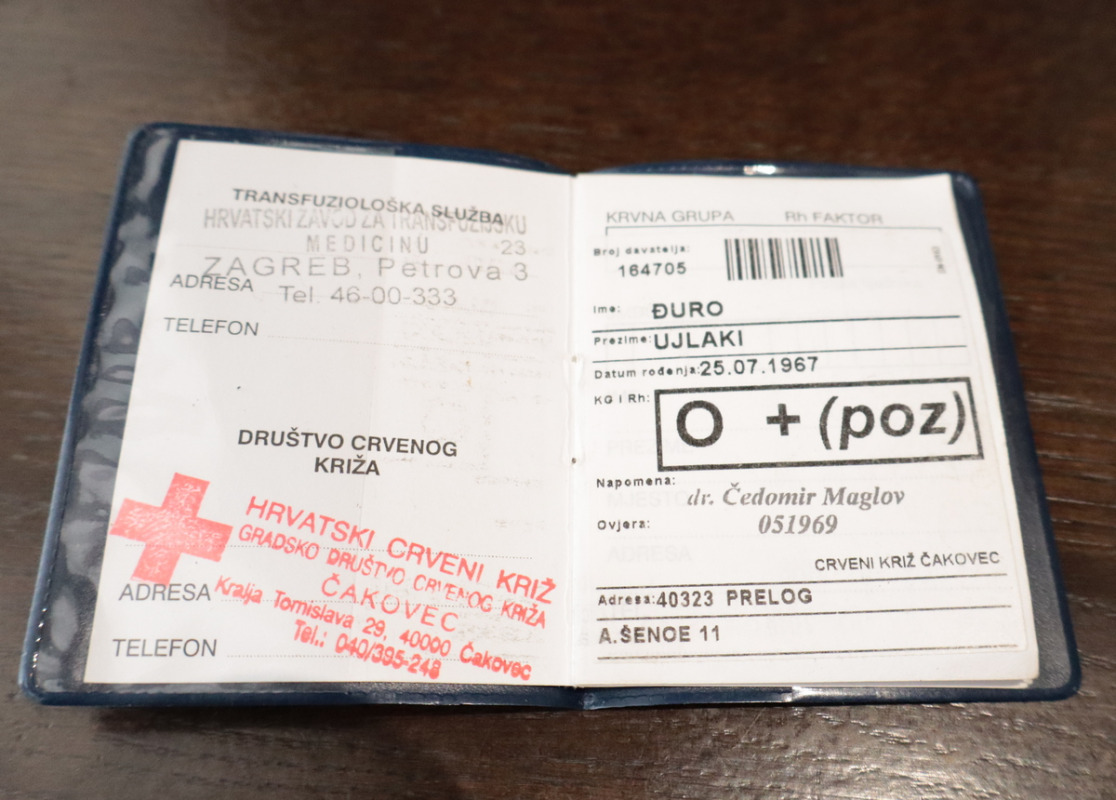 TRANSFUZIOLOŠKA SLUŽBA
HRVATSKI ZAVOD ZA TRANSFUZIJSKU
MEDICINU 23
ZAGREB, Petrova 3
ADRESA Tel. 46-00-333
TELEFON
DRUŠTVO CRVENOG
KRIŽA
HRVATSKI CRVENI KRIŽ
GRADSKO DRUŠTVO CRVENOG KRIŽA
ČAKOVEC
ADRESA Kralja Tomislava 29, 40000 Čakovec
Tel.: 040/395-248
TELEFON
KRVNA GRUPA Rh FAKTOR
Broj davatelja:
164705
Ime: ĐURO
Prezime: UJLAKI
Datum rođenja: 25.07.1967
KG i Rh: O + (poz)
Napomena:
dr. Čedomir Maglov
Ovjera: 051969
CRVENI KRIŽ ČAKOVEC
Adresa: 40323 PRELOG
A.ŠENOE 11